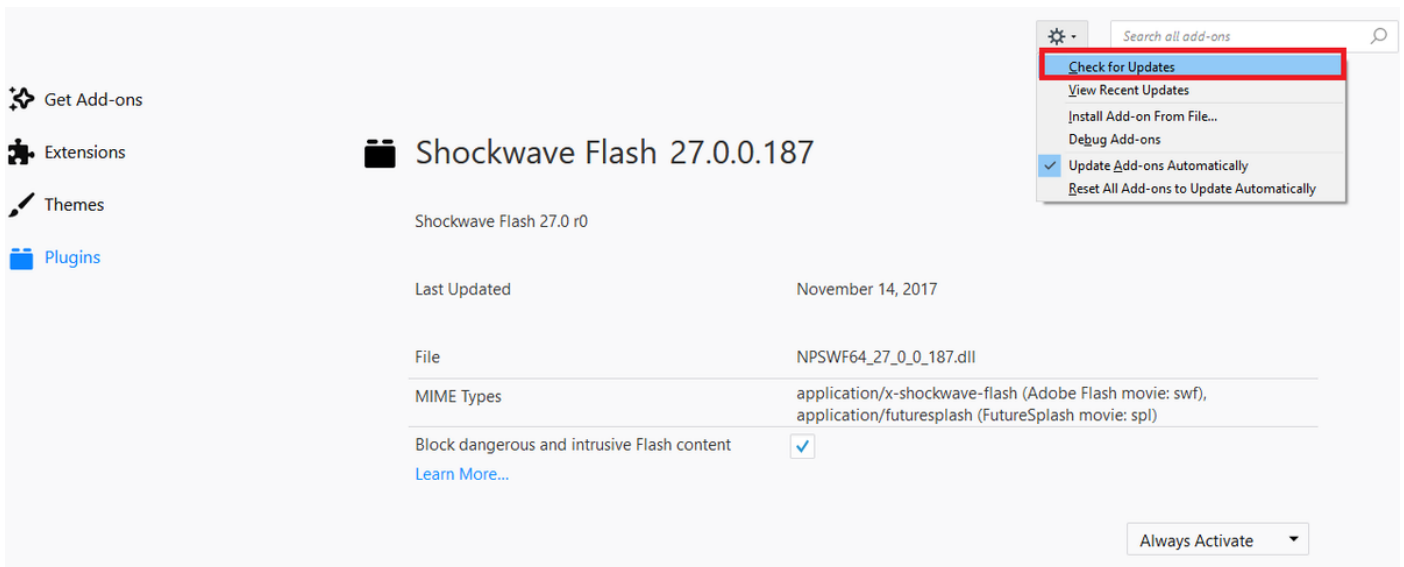 Search all add-ons
Check for Updates
View Recent Updates
Install Add-on From File...
Debug Add-ons
Update Add-ons Automatically
Reset All Add-ons to Update Automatically
Get Add-ons
Extensions
Themes
Plugins
Shockwave Flash 27.0.0.187
Shockwave Flash 27.0 r0
Last Updated November 14, 2017
File NPSWF64_27_0_0_187.dll
MIME Types application/x-shockwave-flash (Adobe Flash movie: swf),
application/futuresplash (FutureSplash movie: spl)
Block dangerous and intrusive Flash content
Learn More...
Always Activate